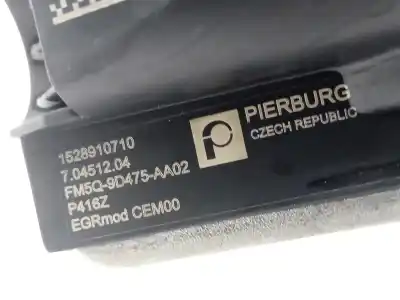 PIERBURG
CZECH REPUBLIC
1528910710
7.04512.04
FM5Q-9D475-AA02
P416Z
EGRmod CEM00